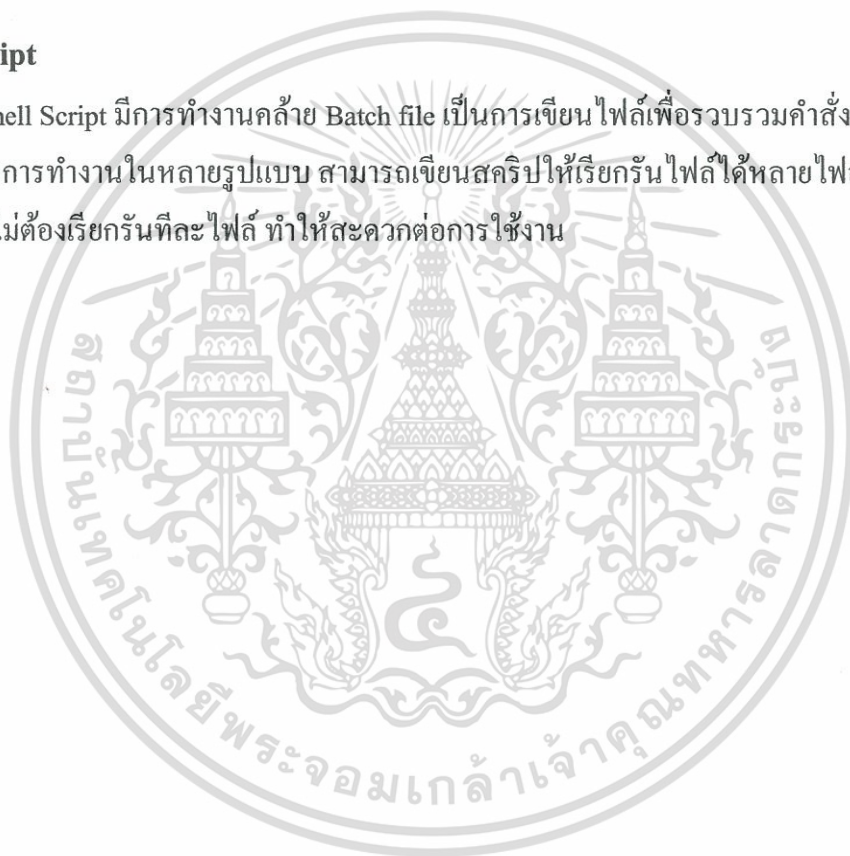 ipt
nell Script มีการทำงานคล้าย Batch file เป็นการเขียนไฟล์เพื่อรวบรวมคำสั่ง
การทำงานในหลายรูปแบบ สามารถเขียนสคริปให้เรียกรันไฟล์ได้หลายไฟ
ไม่ต้องเรียกรันทีละไฟล์ ทำให้สะดวกต่อการใช้งาน
สถาบันเทคโนโลยีพระจอมเกล้าเจ้าคุณทหารลาดกระบัง